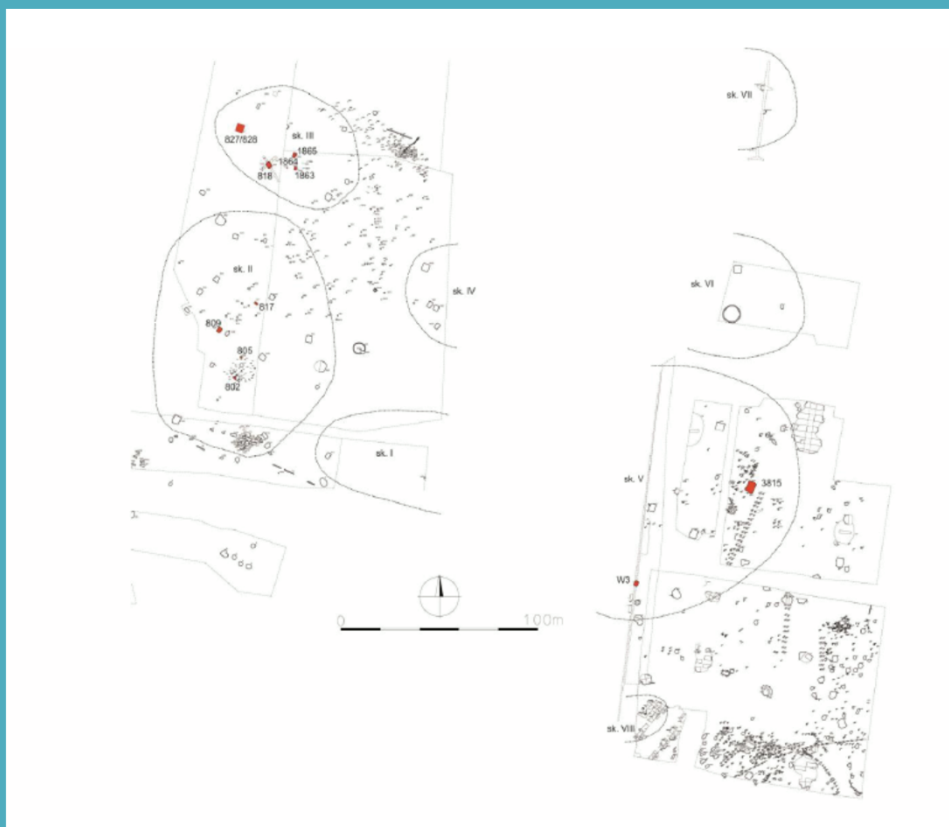 sk. VII
sk. III
827/828
1865
1864
818
1863
sk. II
sk. VI
sk. IV
817
809
805
802
sk. I
sk. V
3815
W3
0 100m
sk. VIII